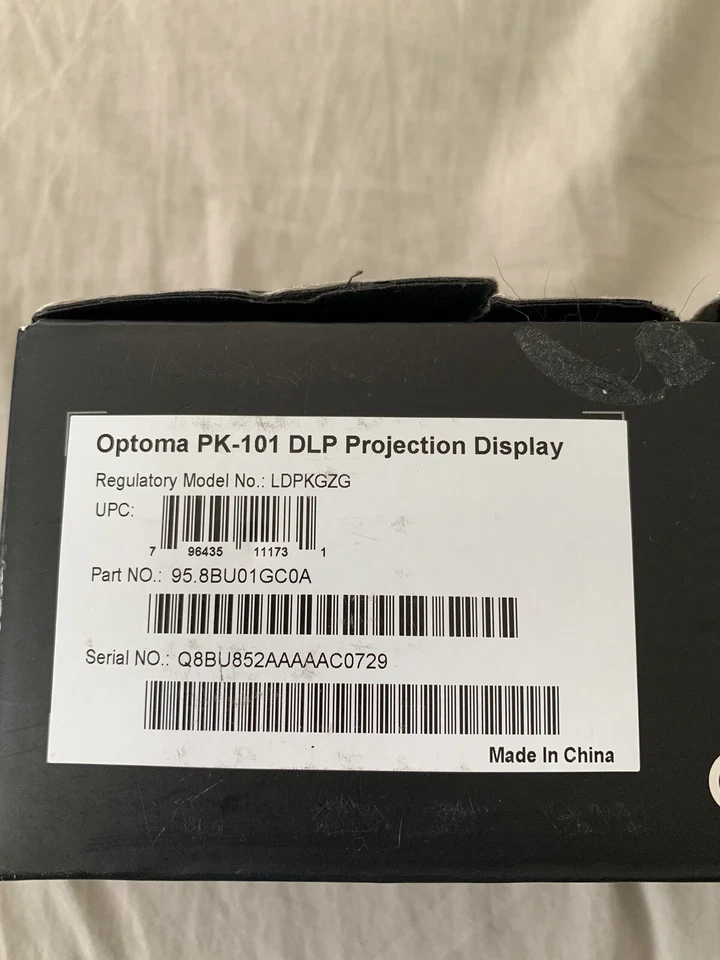 Optoma PK-101 DLP Projection Display
Regulatory Model No.: LDPKGZG
UPC:
7 96435 11173 1
Part NO.: 95.8BU01GC0A
Serial NO.: Q8BU852AAAAAC0729
Made In China